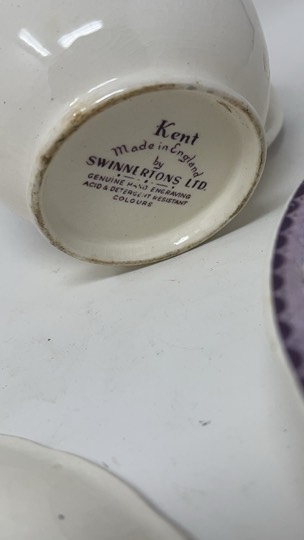 Kent
Made in England
by
SWINNERTONS LTD.
GENUINE HAND ENGRAVING
ACID & DETERGENT RESISTANT
COLOURS